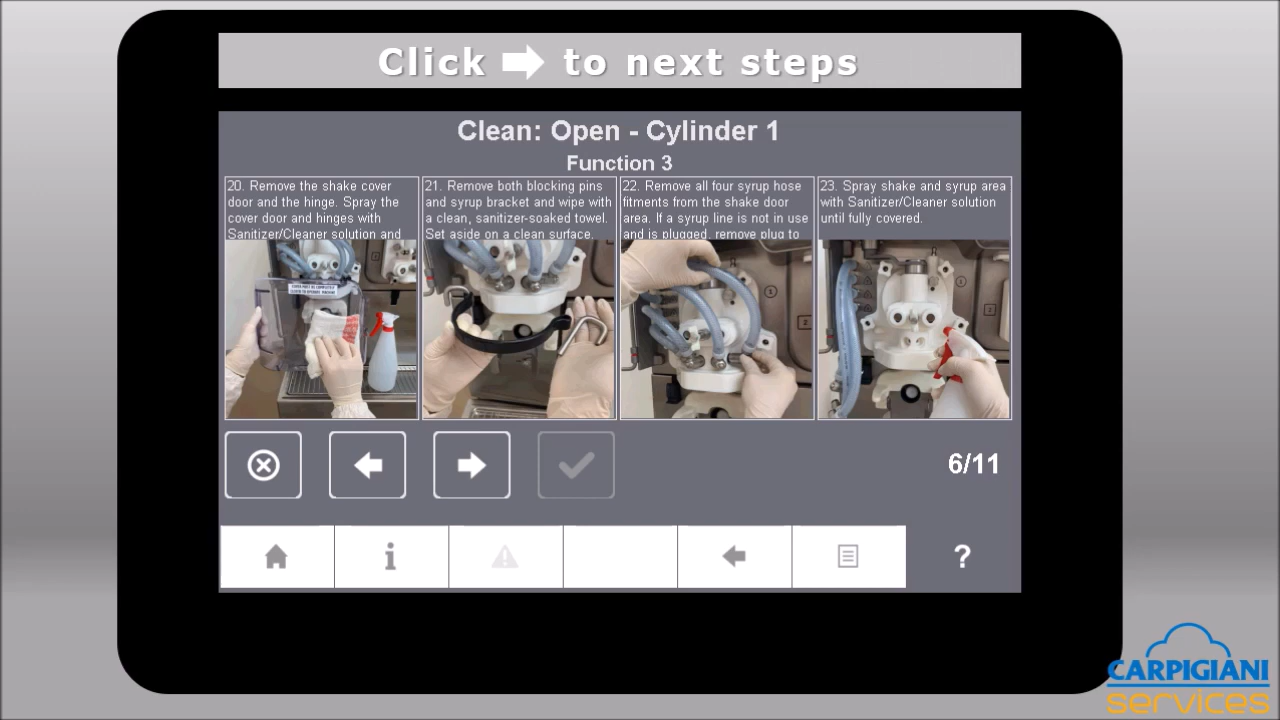 Click to next steps
Clean: Open - Cylinder 1
Function 3
20. Remove the shake cover
door and the hinge. Spray the
cover door and hinges with
Sanitizer/Cleaner solution and
21. Remove both blocking pins
and syrup bracket and wipe with
a clean, sanitizer-soaked towel.
Set aside on a clean surface.
22. Remove all four syrup hose
fitments from the shake door
area. If a syrup line is not in use
and is plugged, remove plug to
23. Spray shake and syrup area
with Sanitizer/Cleaner solution
until fully covered.
6/11
i
?
CARPIGIANI
services